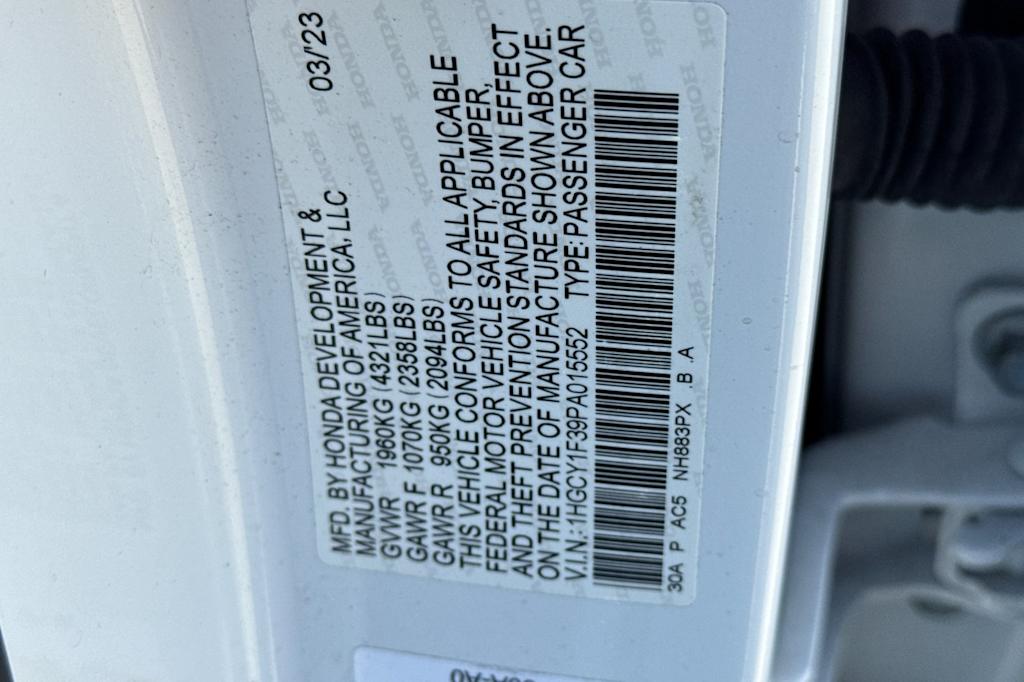 MFD. BY HONDA DEVELOPMENT &
MANUFACTURING OF AMERICA, LLC 03/'23
GVWR 1960KG (4321LBS)
GAWR F 1070KG (2358LBS)
GAWR R 950KG (2094LBS)
THIS VEHICLE CONFORMS TO ALL APPLICABLE
FEDERAL MOTOR VEHICLE SAFETY, BUMPER,
AND THEFT PREVENTION STANDARDS IN EFFECT
ON THE DATE OF MANUFACTURE SHOWN ABOVE.
V.I.N.:1HGCY1F39PA015552 TYPE:PASSENGER CAR
30A P AC5 NH883PX .B .A
HONDA